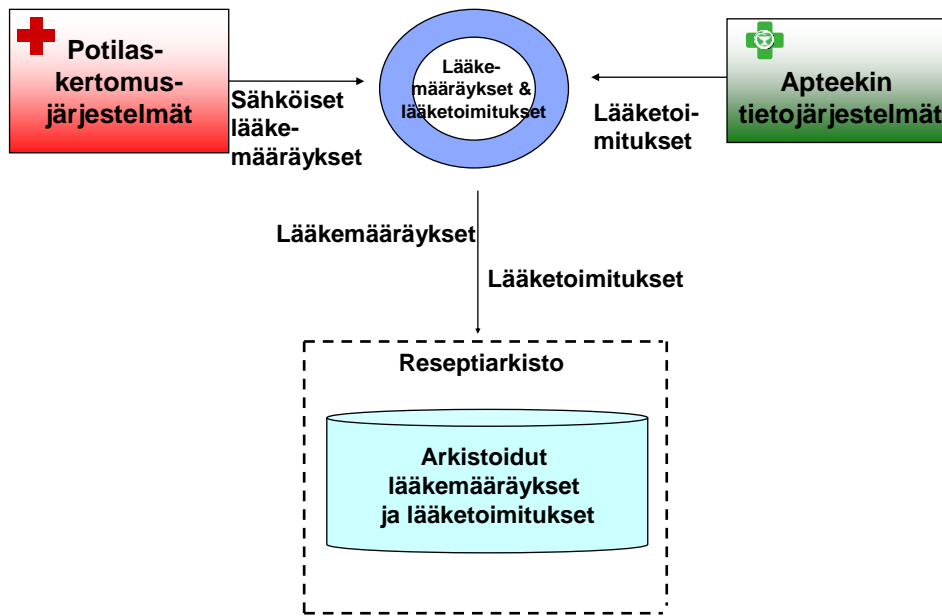 Potilas-
kertomus-
järjestelmät
Sähköiset
lääke-
määräykset
Lääke-
määräykset &
lääketoimitukset
Lääketoi-
mitukset
Apteekin
tietojärjestelmät
Lääkemääräykset
Lääketoimitukset
Reseptiarkisto
Arkistoidut
lääkemääräykset
ja lääketoimitukset